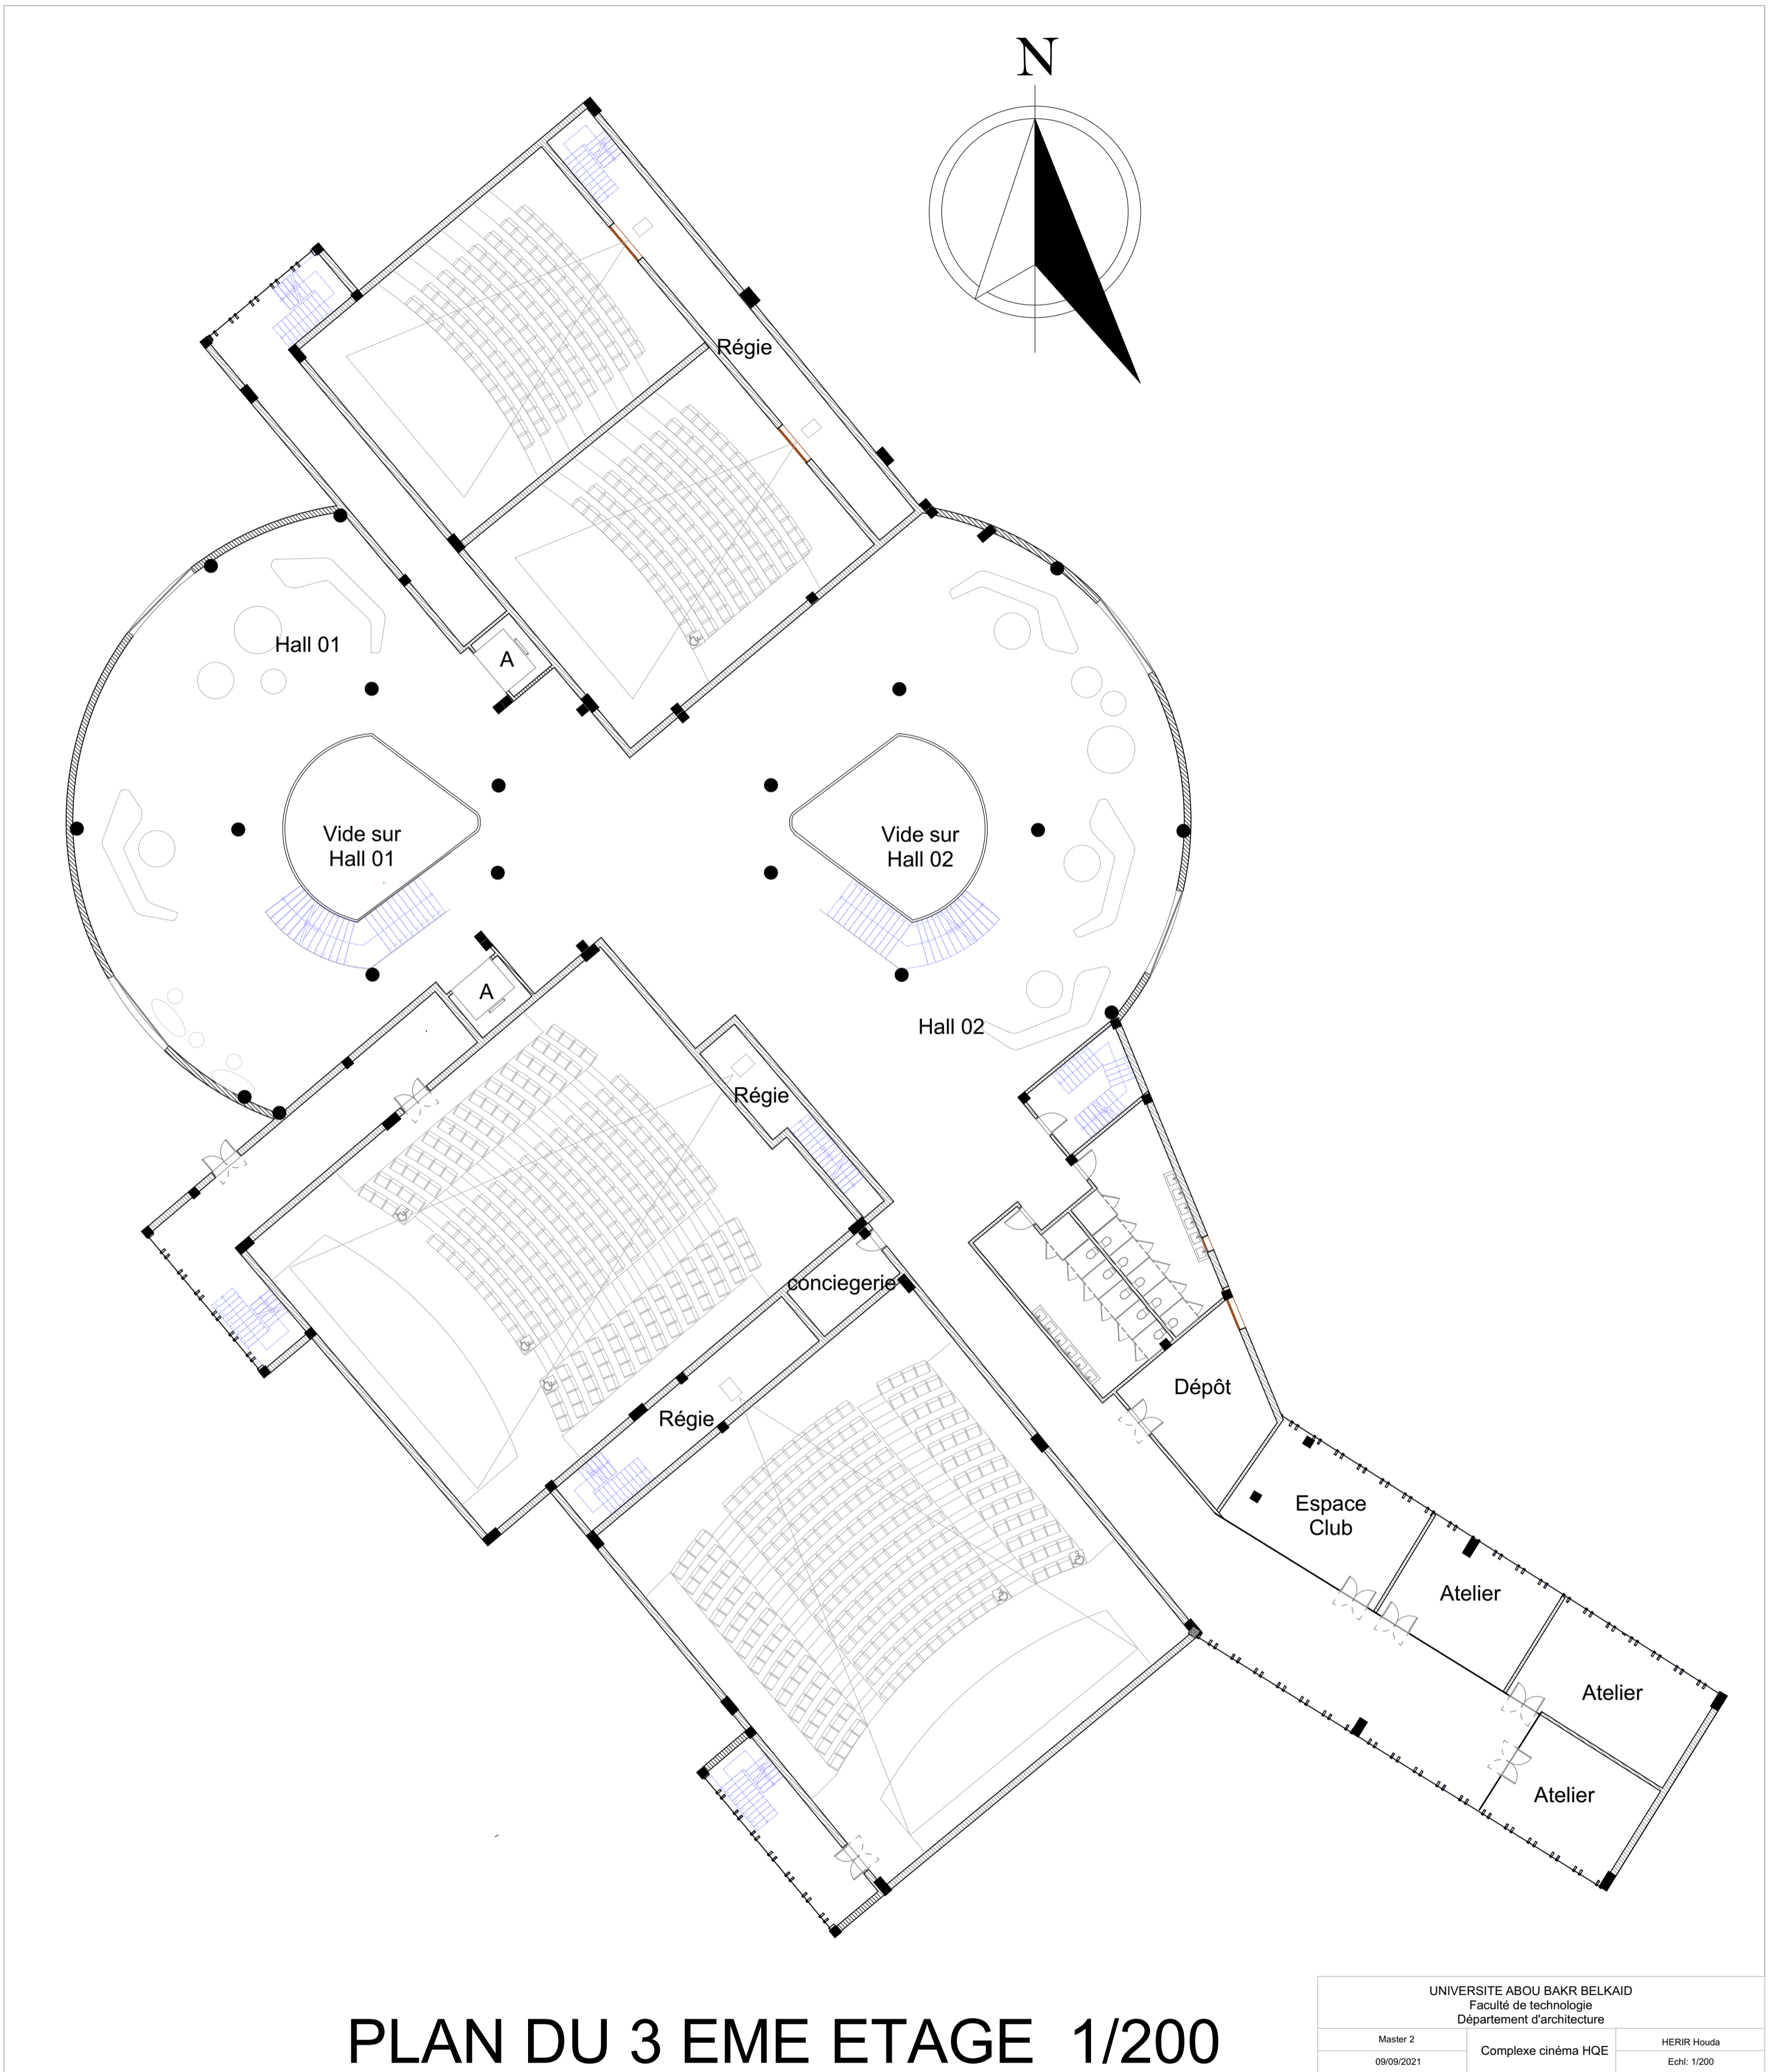 N
Régie
Hall 01
A
Vide sur
Hall 01
Vide sur
Hall 02
A
Hall 02
Régie
conciegerie
Dépôt
Régie
Espace
Club
Atelier
Atelier
Atelier
PLAN DU 3 EME ETAGE 1/200
UNIVERSITE ABOU BAKR BELKAID
Faculté de technologie
Département d'architecture
Master 2
09/09/2021
Complexe cinéma HQE
HERIR Houda
Echl: 1/200